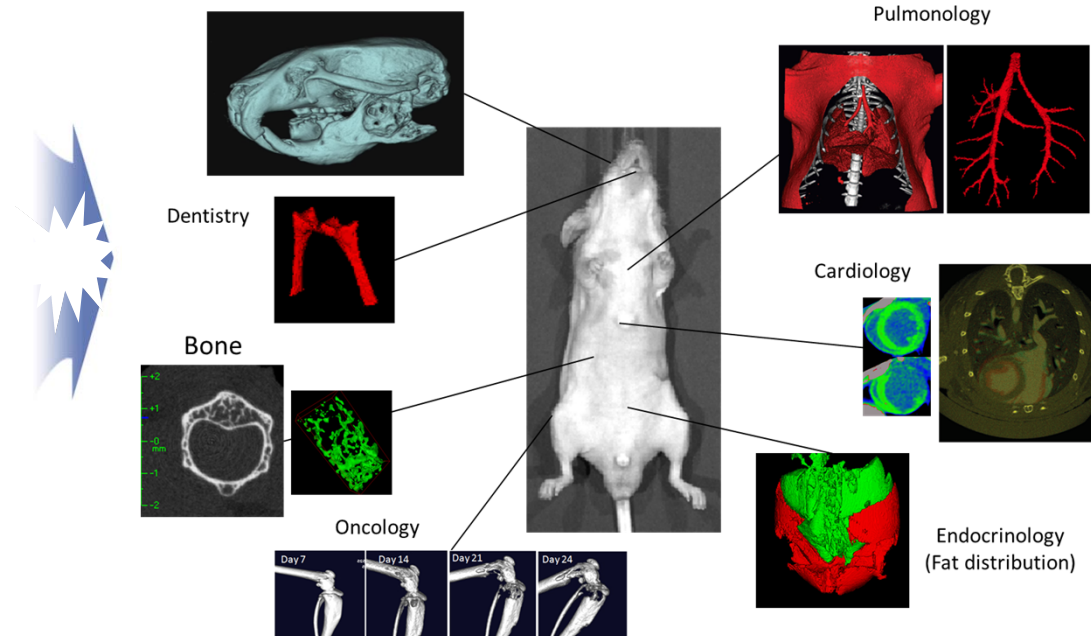 Pulmonology
Dentistry
Cardiology
Bone
+2
+1
-0
mm
-1
-2
Oncology
Endocrinology
(Fat distribution)
Day 7
Day 14
Day 21
Day 24